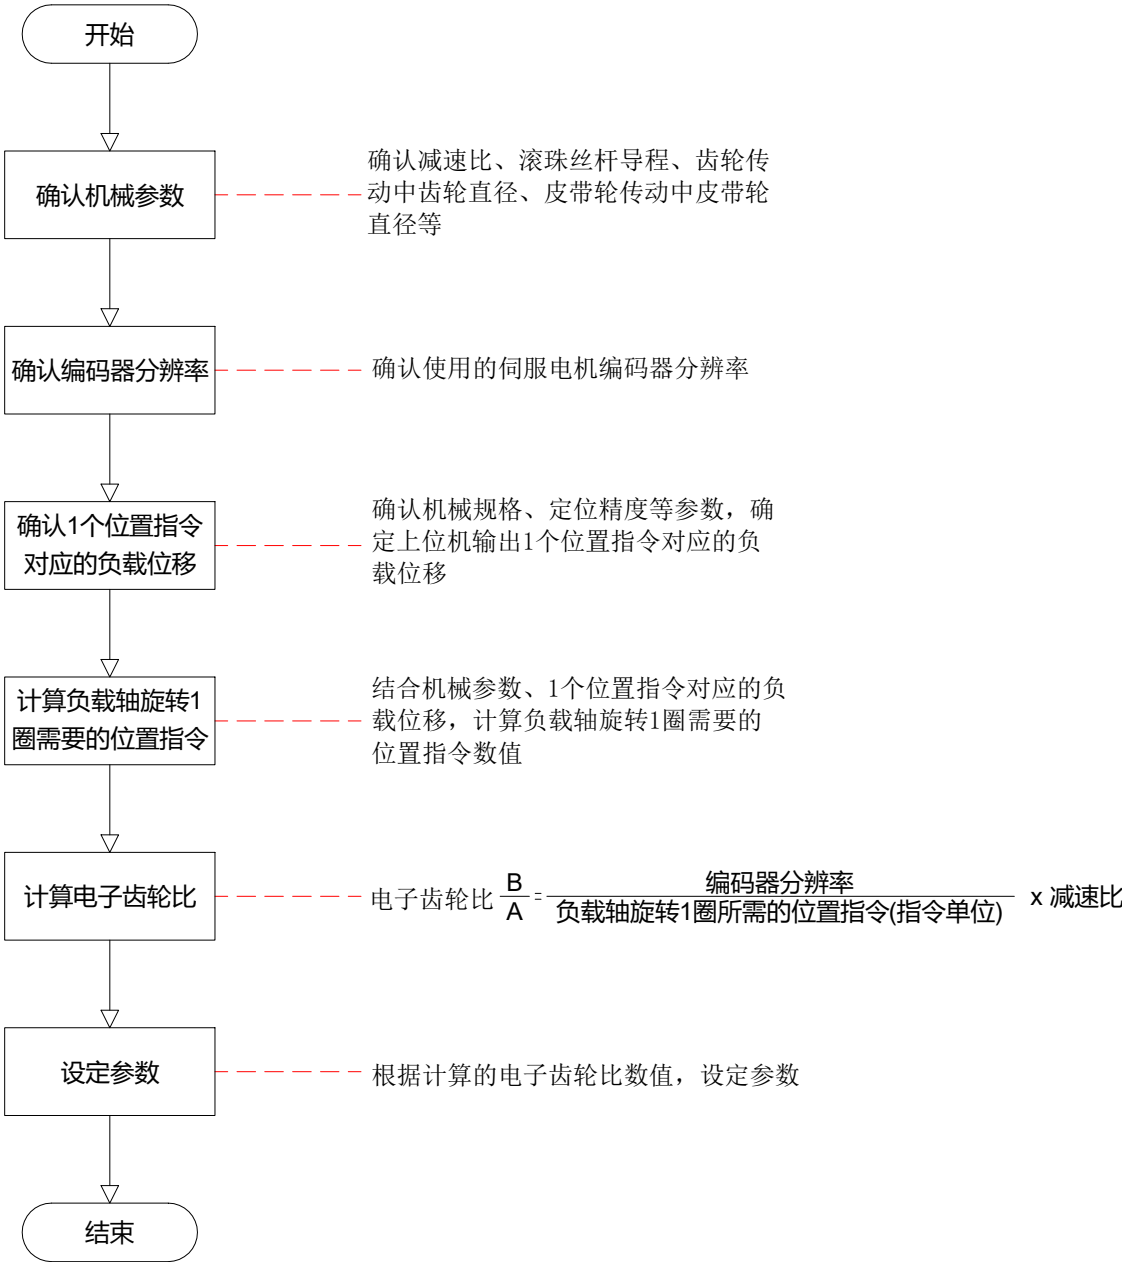 开始
确认机械参数
确认减速比、滚珠丝杆导程、齿轮传
动中齿轮直径、皮带轮传动中皮带轮
直径等
确认编码器分辨率
确认使用的伺服电机编码器分辨率
确认1个位置指令
对应的负载位移
确认机械规格、定位精度等参数，确
定上位机输出1个位置指令对应的负
载位移
计算负载轴旋转1
圈需要的位置指令
结合机械参数、1个位置指令对应的负
载位移，计算负载轴旋转1圈需要的
位置指令数值
计算电子齿轮比
电子齿轮比 B/A = 编码器分辨率 / 负载轴旋转1圈所需的位置指令(指令单位) x 减速比
设定参数
根据计算的电子齿轮比数值，设定参数
结束